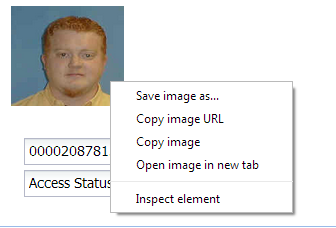 Save image as...
Copy image URL
Copy image
Open image in new tab
Inspect element
0000208781
Access Status